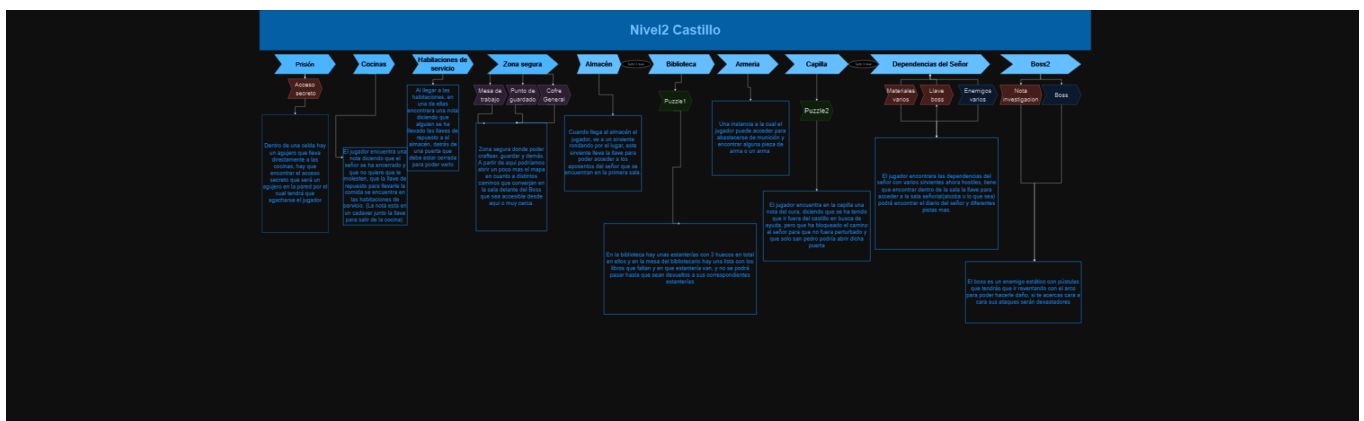 Nivel2 Castillo
Prisión
Cocinas
Habitaciones de
servicio
Zona segura
Almacén
Biblioteca
Armeria
Capilla
Dependencias del Señor
Boss2
Acceso
secreto
Mesa de
trabajo
Punto de
guardado
Cofre
General
Puzzle1
Puzzle2
Materiales
varios
Llave
boss
Enemigos
varios
Nota
investigacion
Boss
Dentro de una celda hay
un agujero que lleva
directamente a las
cocinas, hay que
encontrar el acceso
secreto que será un
agujero en la pared por el
cual tendrá que
agacharse el jugador
El jugador encuentra una
nota diciendo que el
señor se ha encerrado y
que no quiere que le
molesten, que la llave de
repuesto para llevarle la
comida se encuentra en
las habitaciones de
servicio. (La nota esta en
un cadaver junto la llave
para salir de la cocina)
Al llegar a las
habitaciones, en
una de ellas
encontrara una nota
diciendo que
alguien se ha
llevado las llaves de
repuesto a el
almacén, detrás de
una puerta que
debe estar cerrada
para poder verlo
Zona segura donde poder
craftear, guardar y demás.
A partir de aqui podriamos
abrir un poco mas el mapa
en cuanto a distintos
caminos que converjan en
la sala delante del Boss
que sea accesible desde
aqui o muy cerca
Cuando llega al almacén el
jugador, ve a un sirviente
rondando por el lugar, este
sirviente lleva la llave para
poder acceder a los
aposentos del señor que se
encuentran en la primera sala
En la biblioteca hay unas estanterías con 3 huecos en total
en ellos y en la mesa del bibliotecario hay una lista con los
libros que faltan y en que estantería van, y no se podrá
pasar hasta que sean devueltos a sus correspondientes
estanterías
Una instancia a la cual el
jugador puede acceder para
abastecerse de munición y
encontrar alguna pieza de
arma o un arma
El jugador encuentra en la capilla una
nota del cura, diciendo que se ha tenido
que ir fuera del castillo en busca de
ayuda, pero que ha bloqueado el camino
al señor para que no fuera perturbado y
que solo san pedro podría abrir dicha
puerta
El jugador encontrara las dependencias del
señor con varios sirvientes ahora hostiles, tiene
que encontrar dentro de la sala la llave para
acceder a la sala señorial(alcoba o lo que sea)
podrá encontrar el diario del señor y diferentes
pistas mas.
El boss es un enemigo estático con pústulas
que tendrás que ir reventando con el arco
para poder hacerle daño, si te acercas cara a
cara sus ataques serán devastadores